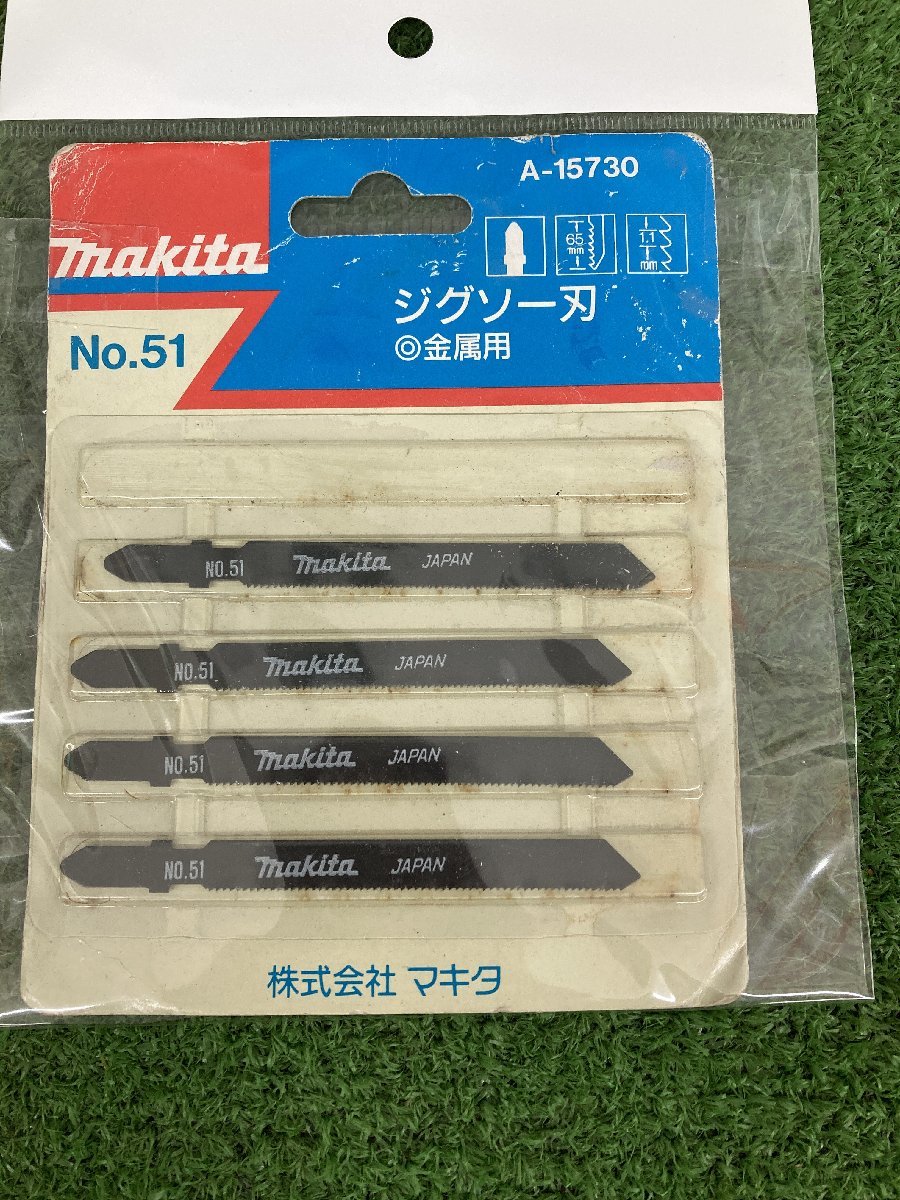 A-15730
makita
65
mm
1.1
mm
ジグソー刃
No.51
◎金属用
NO.51 makita JAPAN
NO.51 makita JAPAN
NO.51 makita JAPAN
NO.51 makita JAPAN
株式会社 マキタ